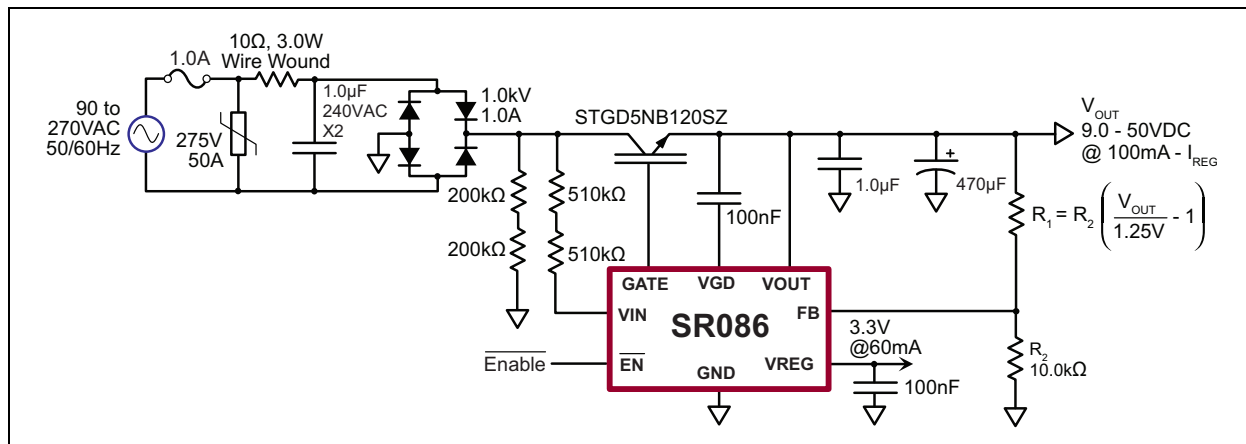 1.0A
10Ω, 3.0W
Wire Wound
90 to
270VAC
50/60Hz
275V
50A
1.0µF
240VAC
X2
1.0kV
1.0A
STGD5NB120SZ
200kΩ
200kΩ
510kΩ
510kΩ
100nF
1.0µF
+
470µF
VOUT
9.0 - 50VDC
@ 100mA - IREG
R1 = R2 ( VOUT / 1.25V - 1 )
GATE
VGD
VOUT
VIN
SR086
FB
EN
GND
VREG
Enable
3.3V
@60mA
100nF
R2
10.0kΩ